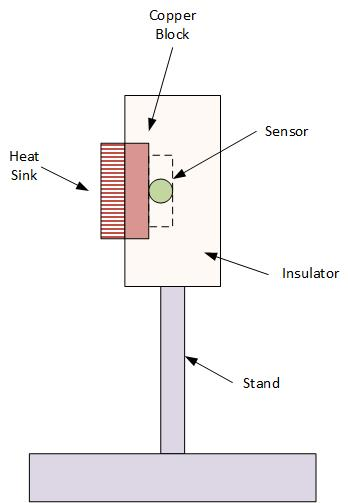 Copper
Block
Sensor
Heat
Sink
Insulator
Stand